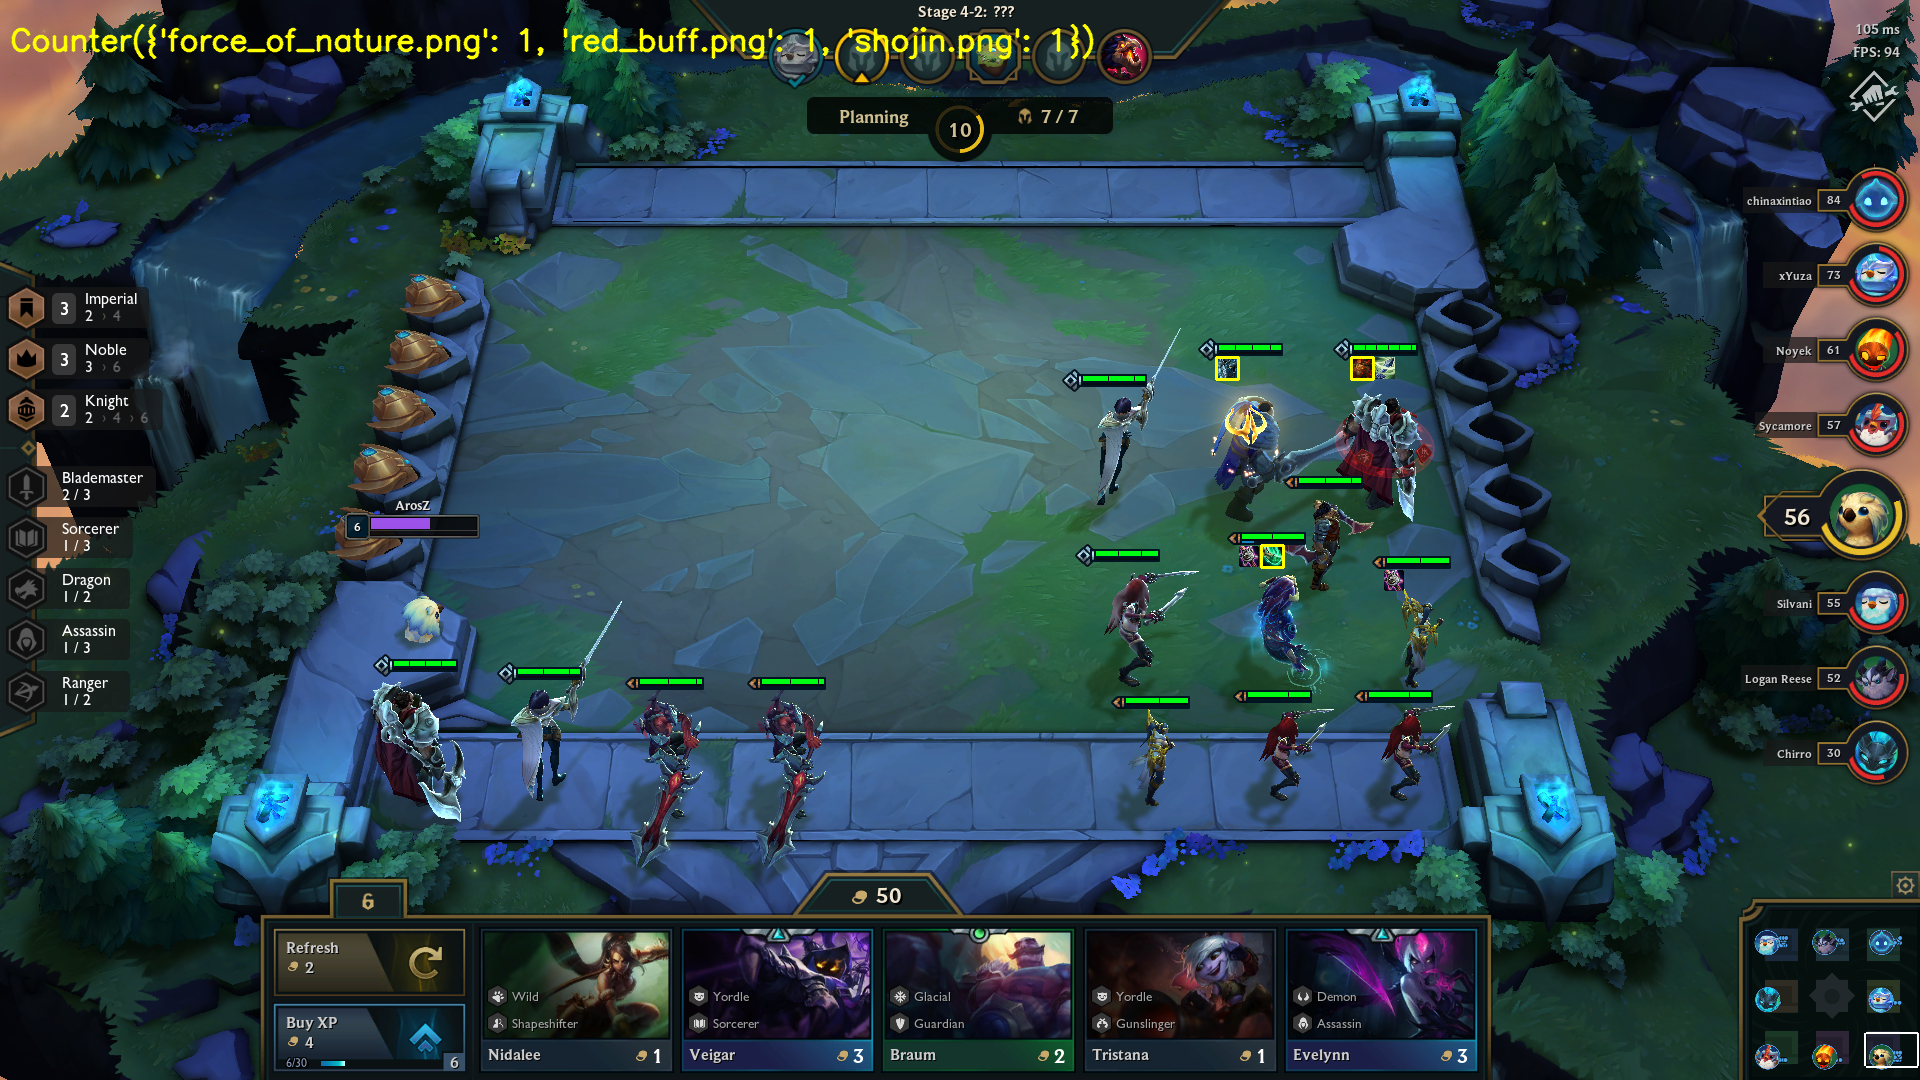 Stage 4-2: ???
Counter({'force_of_nature.png': 1, 'red_buff.png': 1, 'shojin.png': 1})
105 ms
FPS: 94
Planning
10
7 / 7
chinaxintiao 84
xYuza 73
Noyek 61
Sycamore 57
56
Silvani 55
Logan Reese 52
Chirro 30
3 Imperial
2 › 4
3 Noble
3 › 6
2 Knight
2 › 4 › 6
Blademaster
2 / 3
Sorcerer
1 / 3
Dragon
1 / 2
Assassin
1 / 3
Ranger
1 / 2
ArosZ
6
6
50
Refresh
2
Buy XP
4
6/30
6
Wild
Shapeshifter
Nidalee 1
Yordle
Sorcerer
Veigar 3
Glacial
Guardian
Braum 2
Yordle
Gunslinger
Tristana 1
Demon
Assassin
Evelynn 3